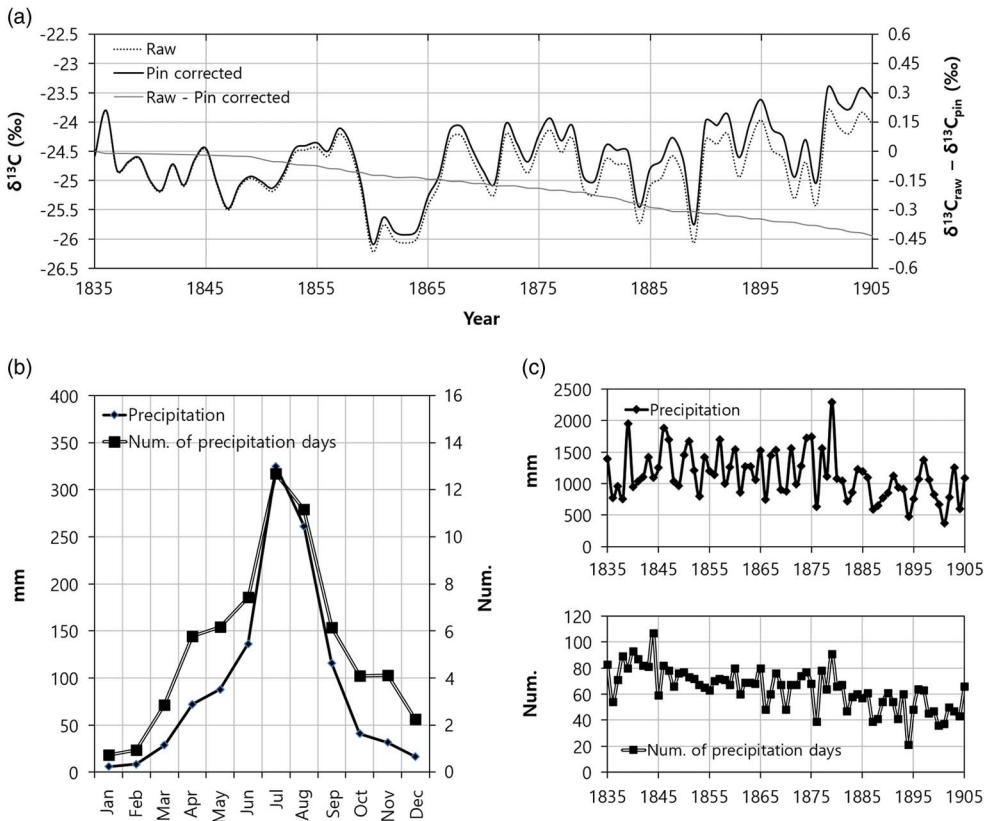 (a)
-22.5
-23
-23.5
-24
-24.5
-25
-25.5
-26
-26.5
δ13C (‰)
Raw
Pin corrected
Raw - Pin corrected
0.6
0.45
0.3
0.15
0
-0.15
-0.3
-0.45
-0.6
δ13Craw – δ13Cpin (‰)
1835 1845 1855 1865 1875 1885 1895 1905
Year
(b)
400
350
300
250
200
150
100
50
0
mm
Precipitation
Num. of precipitation days
16
14
12
10
8
6
4
2
0
Num.
Jan Feb Mar Apr May Jun Jul Aug Sep Oct Nov Dec
(c)
2500
2000
1500
1000
500
0
mm
Precipitation
1835 1845 1855 1865 1875 1885 1895 1905
120
100
80
60
40
20
0
Num.
Num. of precipitation days
1835 1845 1855 1865 1875 1885 1895 1905